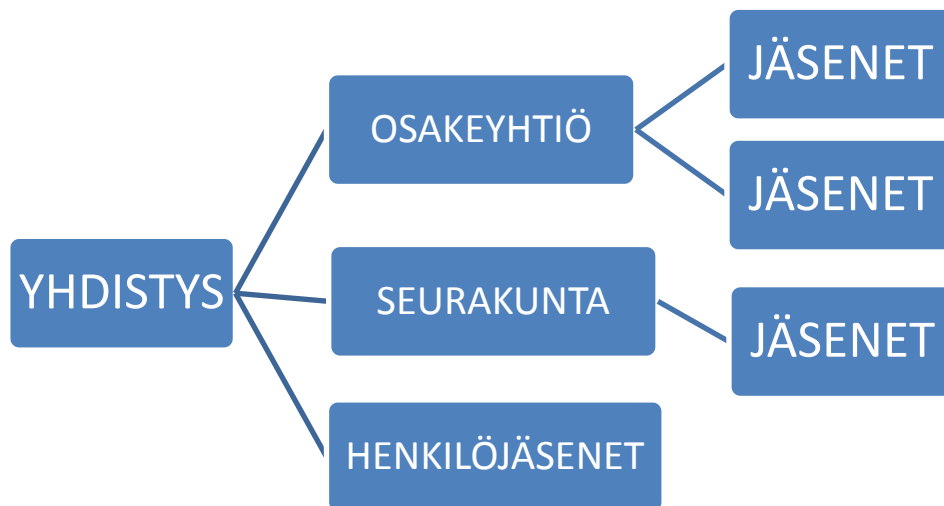 YHDISTYS
OSAKEYHTIÖ
JÄSENET
JÄSENET
SEURAKUNTA
JÄSENET
HENKILÖJÄSENET